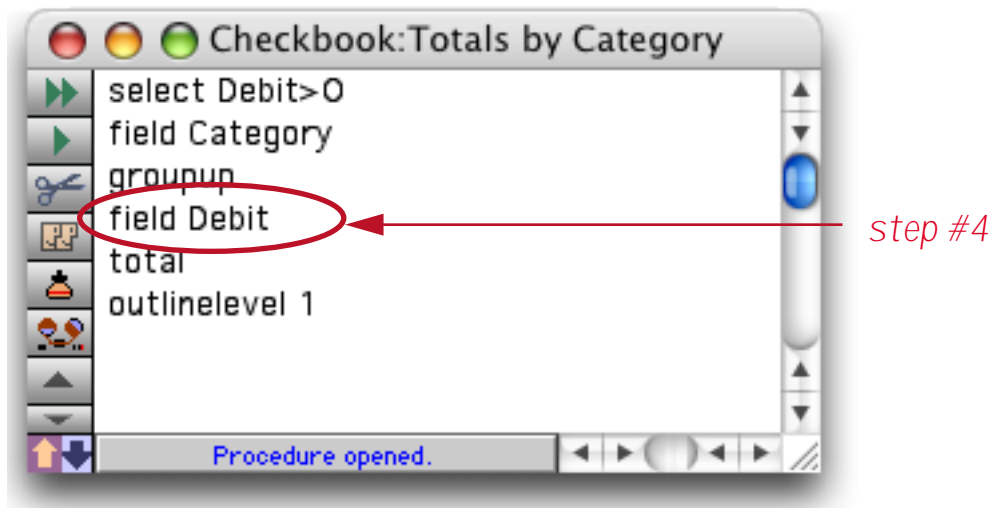 Checkbook:Totals by Category
select Debit>0
field Category
groupup
field Debit
step #4
total
outlinelevel 1
Procedure opened.